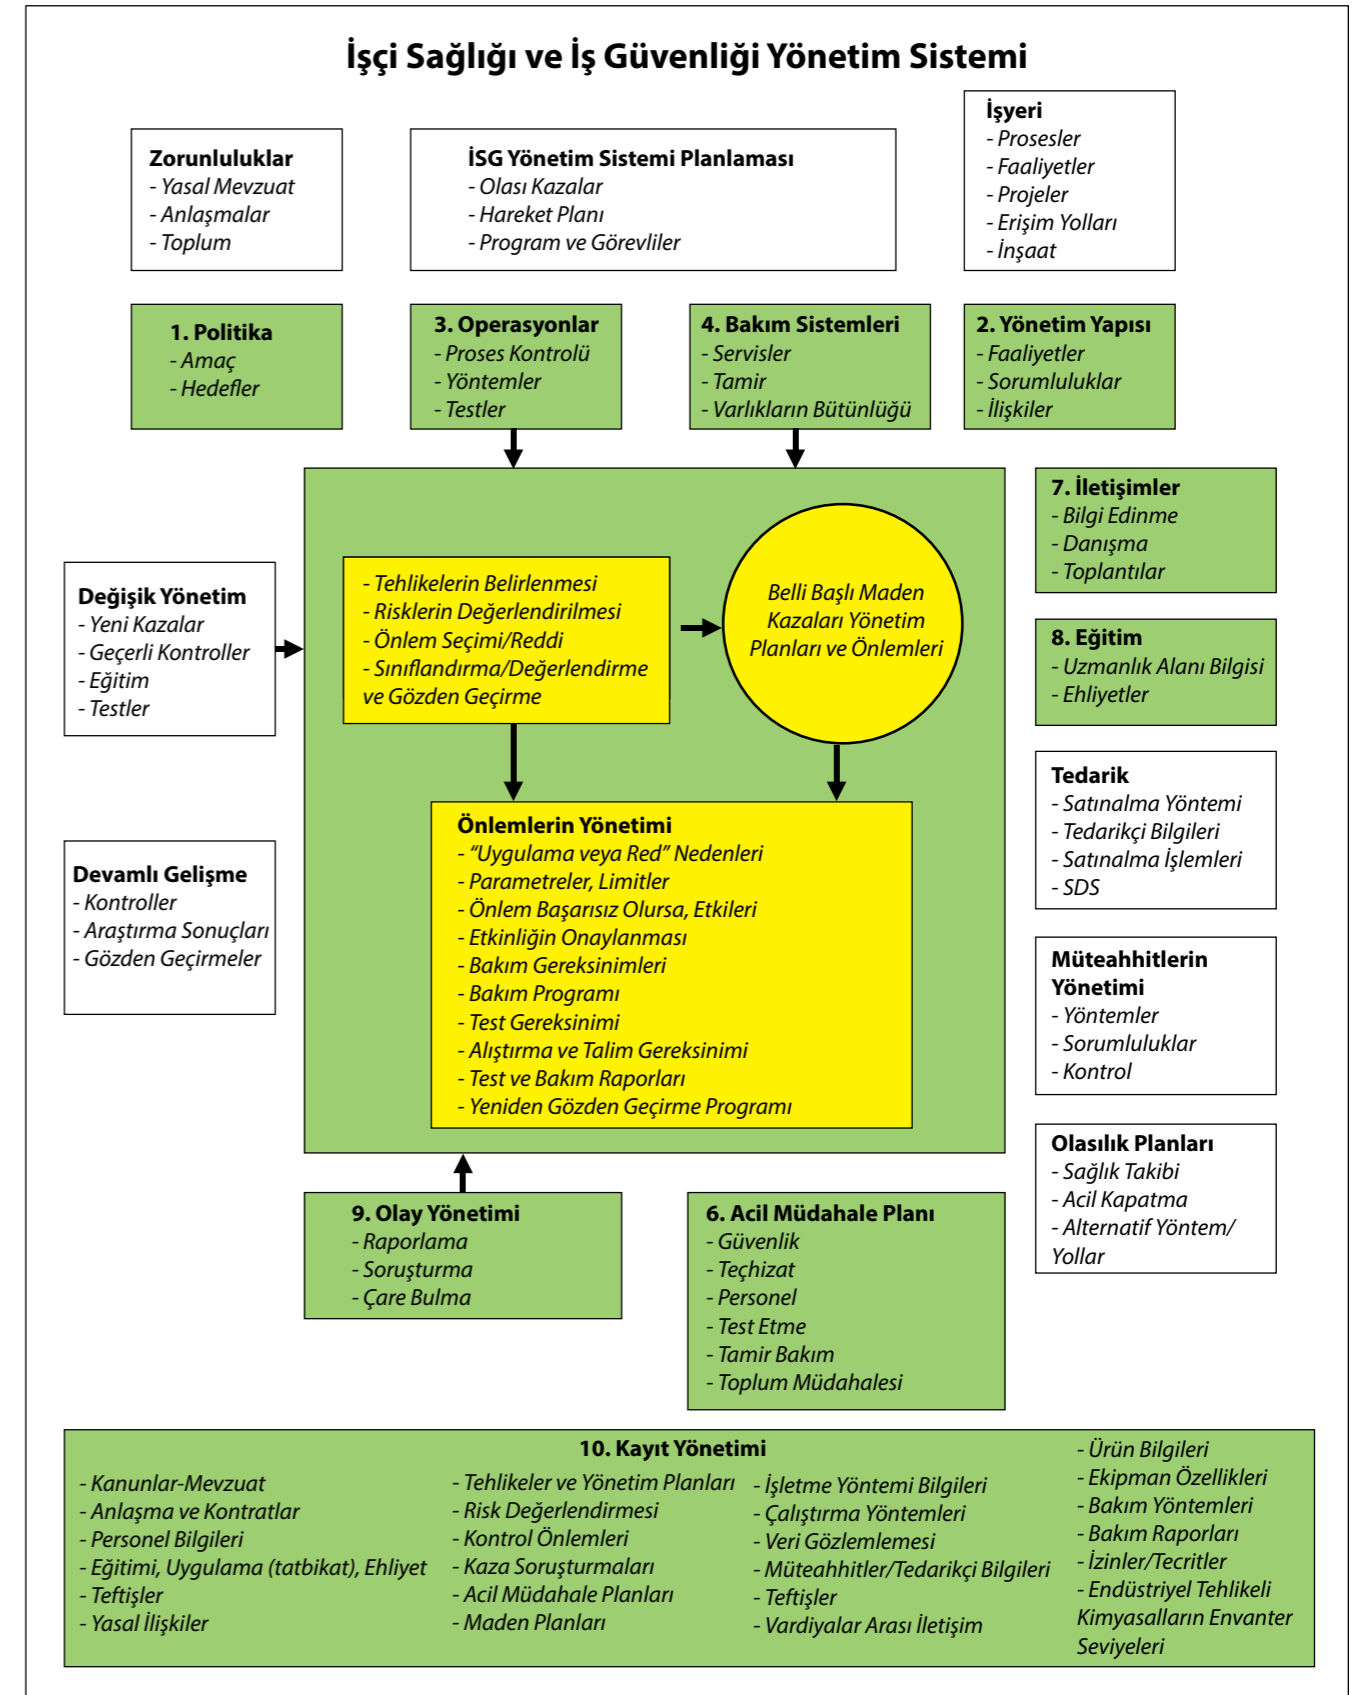 İşçi Sağlığı ve İş Güvenliği Yönetim Sistemi
Zorunluluklar
- Yasal Mevzuat
- Anlaşmalar
- Toplum
İSG Yönetim Sistemi Planlaması
- Olası Kazalar
- Hareket Planı
- Program ve Görevliler
İşyeri
- Prosesler
- Faaliyetler
- Projeler
- Erişim Yolları
- İnşaat
1. Politika
- Amaç
- Hedefler
3. Operasyonlar
- Proses Kontrolü
- Yöntemler
- Testler
4. Bakım Sistemleri
- Servisler
- Tamir
- Varlıkların Bütünlüğü
2. Yönetim Yapısı
- Faaliyetler
- Sorumluluklar
- İlişkiler
Değişik Yönetim
- Yeni Kazalar
- Geçerli Kontroller
- Eğitim
- Testler
- Tehlikelerin Belirlenmesi
- Risklerin Değerlendirilmesi
- Önlem Seçimi/Reddi
- Sınıflandırma/Değerlendirme
ve Gözden Geçirme
Belli Başlı Maden
Kazaları Yönetim
Planları ve Önlemleri
7. İletişimler
- Bilgi Edinme
- Danışma
- Toplantılar
8. Eğitim
- Uzmanlık Alanı Bilgisi
- Ehliyetler
Devamlı Gelişme
- Kontroller
- Araştırma Sonuçları
- Gözden Geçirmeler
Önlemlerin Yönetimi
- “Uygulama veya Red” Nedenleri
- Parametreler, Limitler
- Önlem Başarısız Olursa, Etkileri
- Etkinliğin Onaylanması
- Bakım Gereksinimleri
- Bakım Programı
- Test Gereksinimi
- Alıştırma ve Talim Gereksinimi
- Test ve Bakım Raporları
- Yeniden Gözden Geçirme Programı
Tedarik
- Satınalma Yöntemi
- Tedarikçi Bilgileri
- Satınalma İşlemleri
- SDS
Müteahhitlerin
Yönetimi
- Yöntemler
- Sorumluluklar
- Kontrol
Olasılık Planları
- Sağlık Takibi
- Acil Kapatma
- Alternatif Yöntem/
Yollar
9. Olay Yönetimi
- Raporlama
- Soruşturma
- Çare Bulma
6. Acil Müdahale Planı
- Güvenlik
- Teçhizat
- Personel
- Test Etme
- Tamir Bakım
- Toplum Müdahalesi
10. Kayıt Yönetimi
- Kanunlar-Mevzuat
- Anlaşma ve Kontratlar
- Personel Bilgileri
- Eğitimi, Uygulama (tatbikat), Ehliyet
- Teftişler
- Yasal İlişkiler
- Tehlikeler ve Yönetim Planları
- Risk Değerlendirmesi
- Kontrol Önlemleri
- Kaza Soruşturmaları
- Acil Müdahale Planları
- Maden Planları
- İşletme Yöntemi Bilgileri
- Çalıştırma Yöntemleri
- Veri Gözlemlemesi
- Müteahhitler/Tedarikçi Bilgileri
- Teftişler
- Vardiyalar Arası İletişim
- Ürün Bilgileri
- Ekipman Özellikleri
- Bakım Yöntemleri
- Bakım Raporları
- İzinler/Tecritler
- Endüstriyel Tehlikeli
Kimyasalların Envanter
Seviyeleri